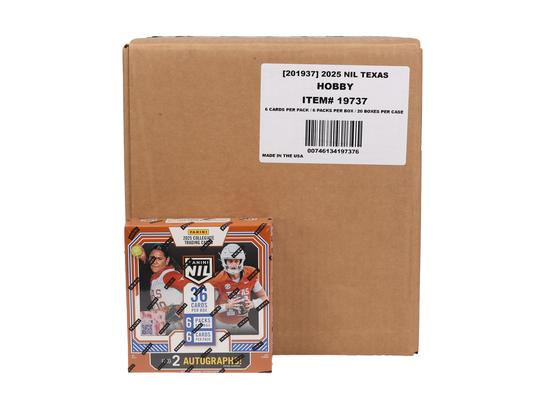 [201937] 2025 NIL TEXAS
HOBBY
ITEM# 19737
6 CARDS PER PACK / 6 PACKS PER BOX / 20 BOXES PER CASE
00746134197376
MADE IN THE USA
PANINI
2025 COLLEGIATE
TRADING CARDS
PANINI
NIL
36
CARDS
PER BOX
6 PACKS
6 CARDS
PER PACK
2 AUTOGRAPHS!